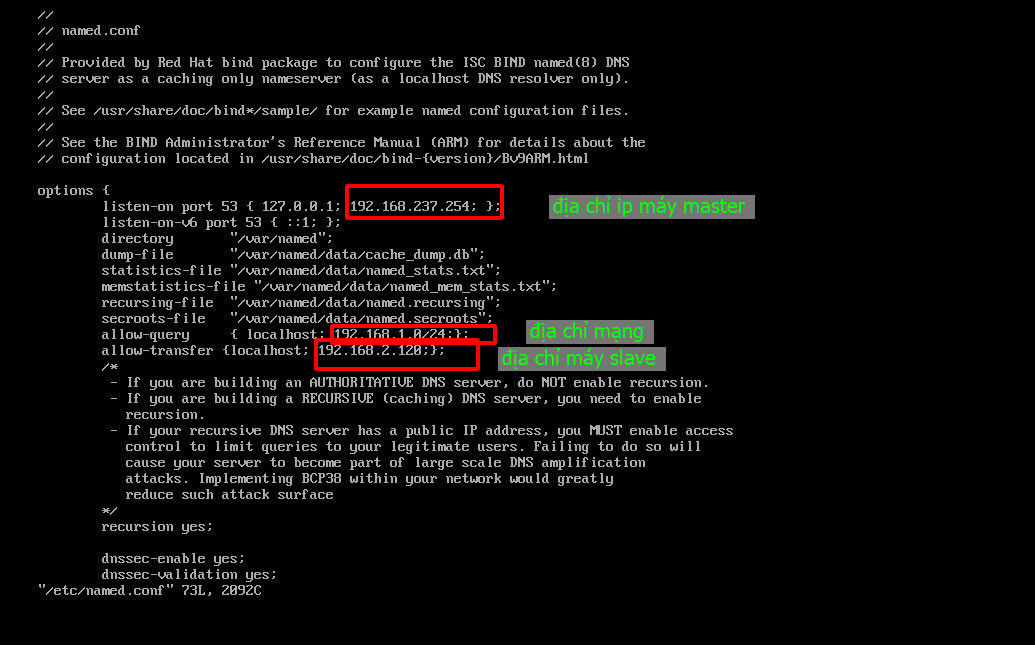 //
// named.conf
//
// Provided by Red Hat bind package to configure the ISC BIND named(8) DNS
// server as a caching only nameserver (as a localhost DNS resolver only).
//
// See /usr/share/doc/bind*/sample/ for example named configuration files.
//
// See the BIND Administrator's Reference Manual (ARM) for details about the
// configuration located in /usr/share/doc/bind-{version}/Bv9ARM.html
options {
listen-on port 53 { 127.0.0.1; 192.168.237.254; }; địa chỉ ip máy master
listen-on-v6 port 53 { ::1; };
directory "/var/named";
dump-file "/var/named/data/cache_dump.db";
statistics-file "/var/named/data/named_stats.txt";
memstatistics-file "/var/named/data/named_mem_stats.txt";
recursing-file "/var/named/data/named.recursing";
secroots-file "/var/named/data/named.secroots";
allow-query { localhost; 192.168.1.0/24;}; địa chỉ mạng
allow-transfer {localhost; 192.168.2.120;}; địa chỉ máy slave
/*
- If you are building an AUTHORITATIVE DNS server, do NOT enable recursion.
- If you are building a RECURSIVE (caching) DNS server, you need to enable
recursion.
- If your recursive DNS server has a public IP address, you MUST enable access
control to limit queries to your legitimate users. Failing to do so will
cause your server to become part of large scale DNS amplification
attacks. Implementing BCP38 within your network would greatly
reduce such attack surface
*/
recursion yes;
dnssec-enable yes;
dnssec-validation yes;
"/etc/named.conf" 73L, 2092C